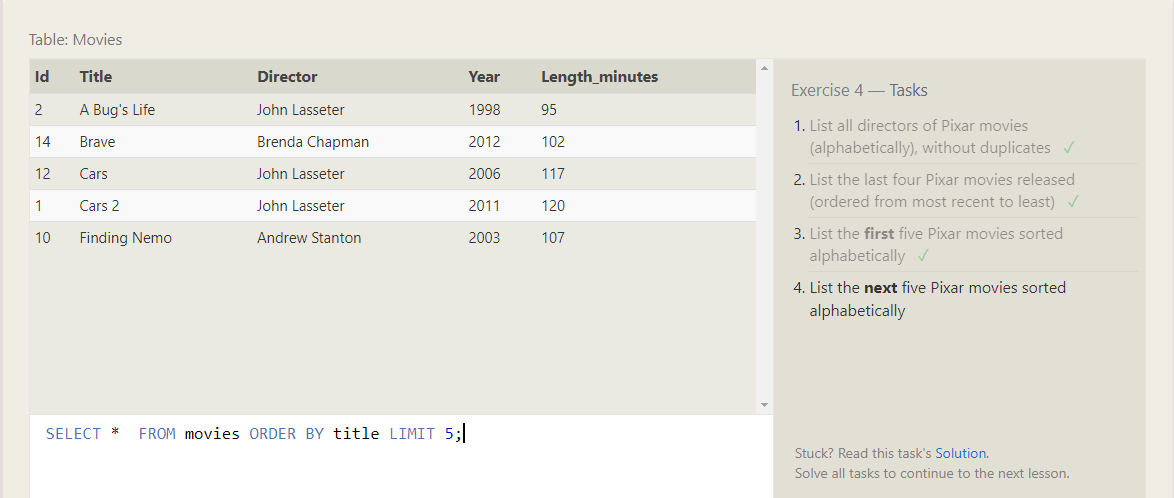 Table: Movies
Id Title Director Year Length_minutes
2 A Bug's Life John Lasseter 1998 95
14 Brave Brenda Chapman 2012 102
12 Cars John Lasseter 2006 117
1 Cars 2 John Lasseter 2011 120
10 Finding Nemo Andrew Stanton 2003 107
SELECT *  FROM movies ORDER BY title LIMIT 5;
Exercise 4 — Tasks
1. List all directors of Pixar movies
(alphabetically), without duplicates ✓
2. List the last four Pixar movies released
(ordered from most recent to least) ✓
3. List the first five Pixar movies sorted
alphabetically ✓
4. List the next five Pixar movies sorted
alphabetically
Stuck? Read this task's Solution.
Solve all tasks to continue to the next lesson.